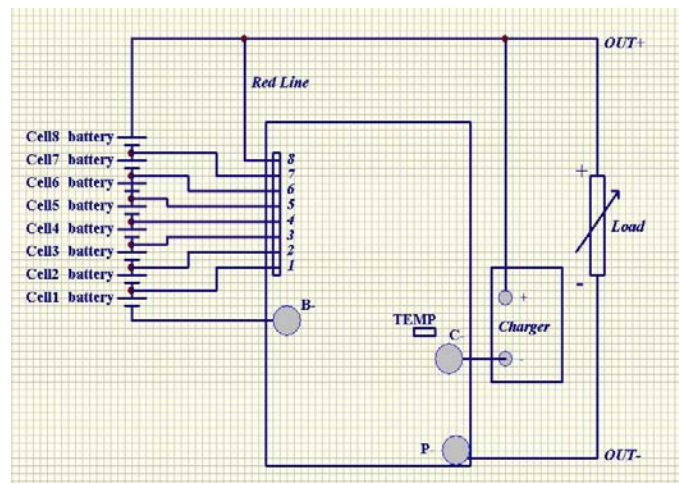 OUT+
Red Line
Cell8 battery
Cell7 battery
Cell6 battery
Cell5 battery
Cell4 battery
Cell3 battery
Cell2 battery
Cell1 battery
8
7
6
5
4
3
2
1
+
Load
-
B-
TEMP
C-
+
Charger
-
P-
OUT-